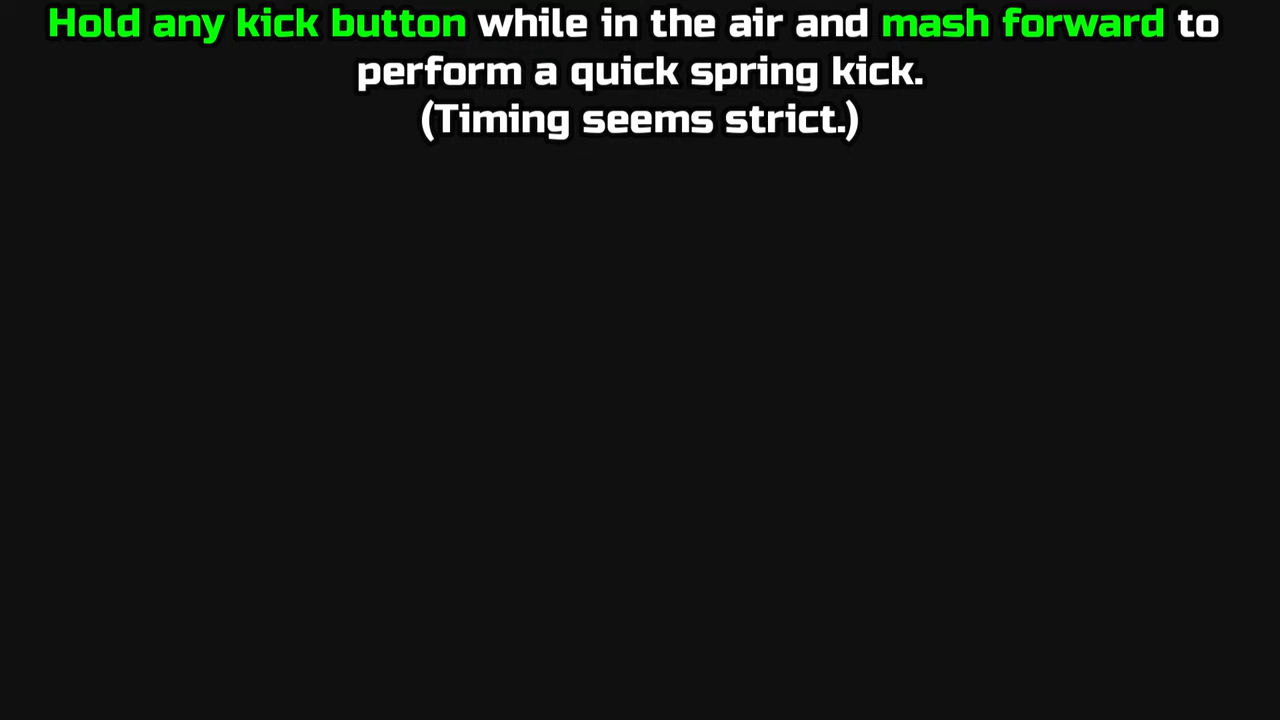 Hold any kick button while in the air and mash forward to
perform a quick spring kick.
(Timing seems strict.)